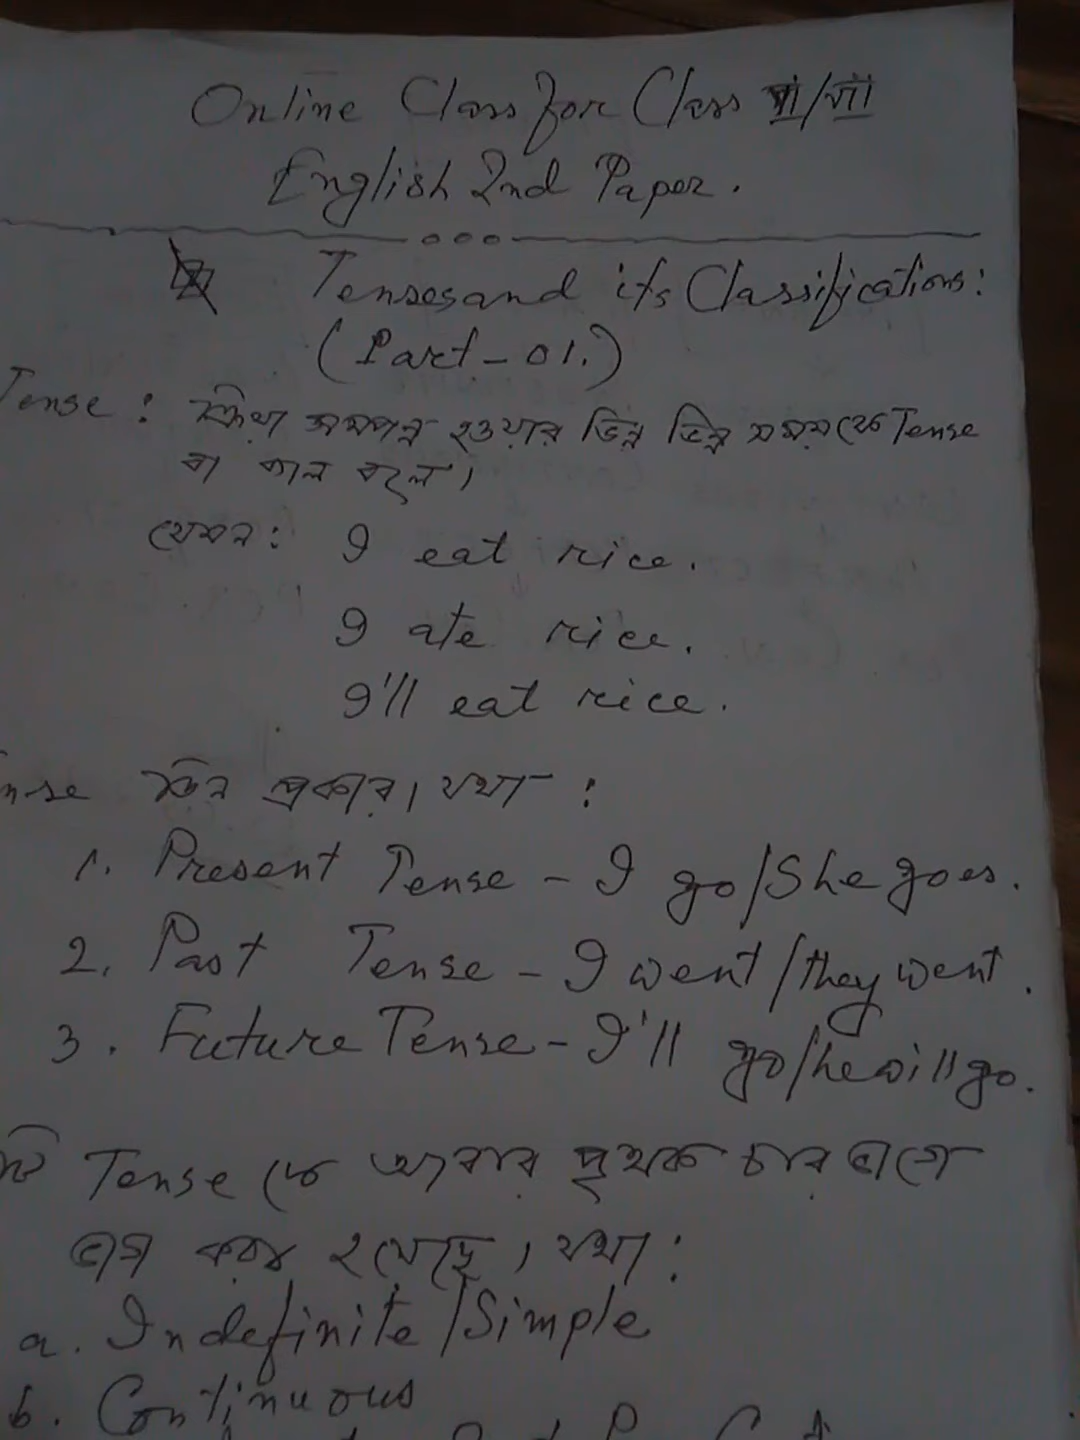 Online Class for Class VI/VII
English 2nd Paper.
Tenses and its Classifications:
(Part-01.)
Tense: ক্রিয়া সম্পন্ন হওয়ার ভিন্ন ভিন্ন সময়কে Tense
বা কাল বলে।
যেমন: I eat rice.
I ate rice.
I'll eat rice.
তিন প্রকার। যথা:
1. Present Tense - I go/She goes.
2. Past Tense - I went/they went.
3. Future Tense - I'll go/he will go.
Tense কে আবার পৃথক চার ভাগে
ভাগ করা হয়েছে। যথা:
a. Indefinite/Simple
b. Continuous